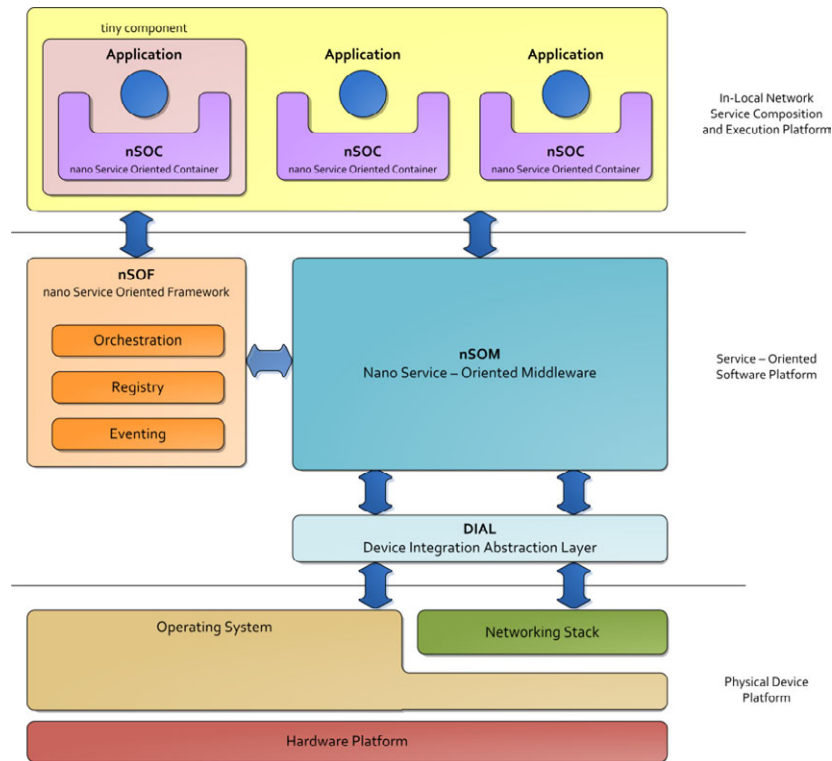 tiny component
Application
Application
Application
nSOC
nano Service Oriented Container
nSOC
nano Service Oriented Container
nSOC
nano Service Oriented Container
In-Local Network
Service Composition
and Execution Platform
nSOF
nano Service Oriented Framework
Orchestration
Registry
Eventing
nSOM
Nano Service – Oriented Middleware
Service – Oriented
Software Platform
DIAL
Device Integration Abstraction Layer
Operating System
Networking Stack
Physical Device
Platform
Hardware Platform